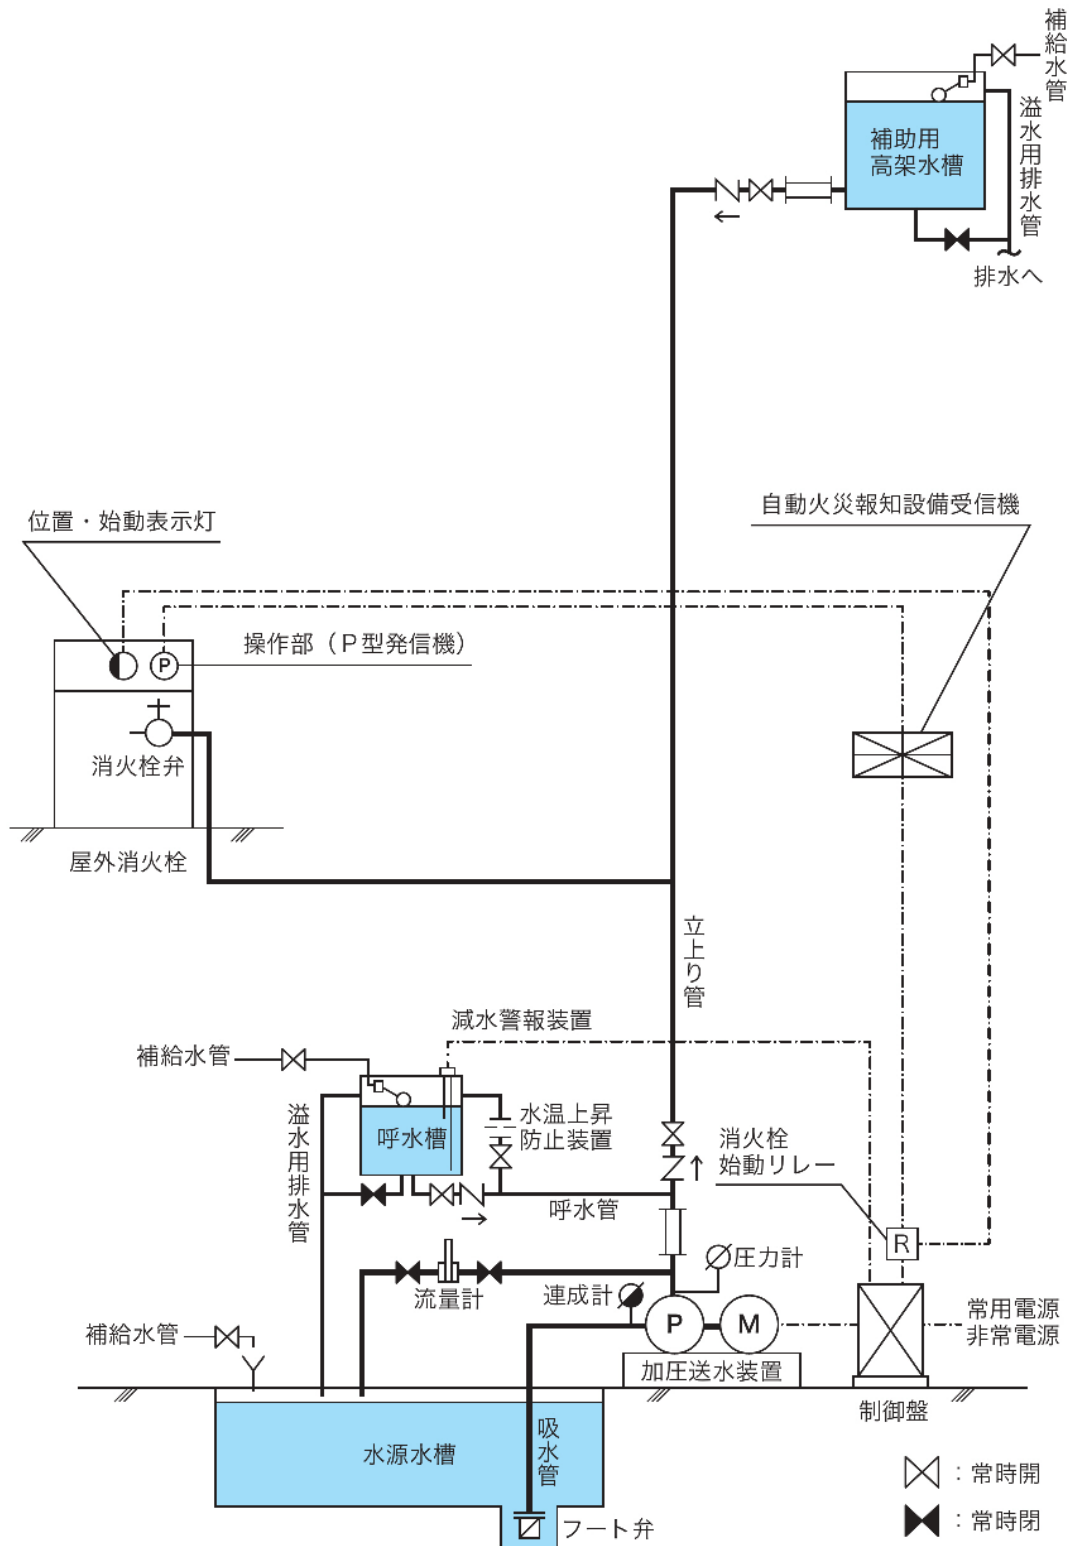 補給水管
溢水用排水管
補助用
高架水槽
排水へ
自動火災報知設備受信機
位置・始動表示灯
操作部（P型発信機）
P
消火栓弁
屋外消火栓
立上り管
減水警報装置
補給水管
溢水用排水管
呼水槽
水温上昇
防止装置
消火栓
始動リレー
呼水管
R
圧力計
流量計
連成計
P
M
常用電源
非常電源
補給水管
加圧送水装置
制御盤
吸水管
水源水槽
フート弁
：常時開
：常時閉